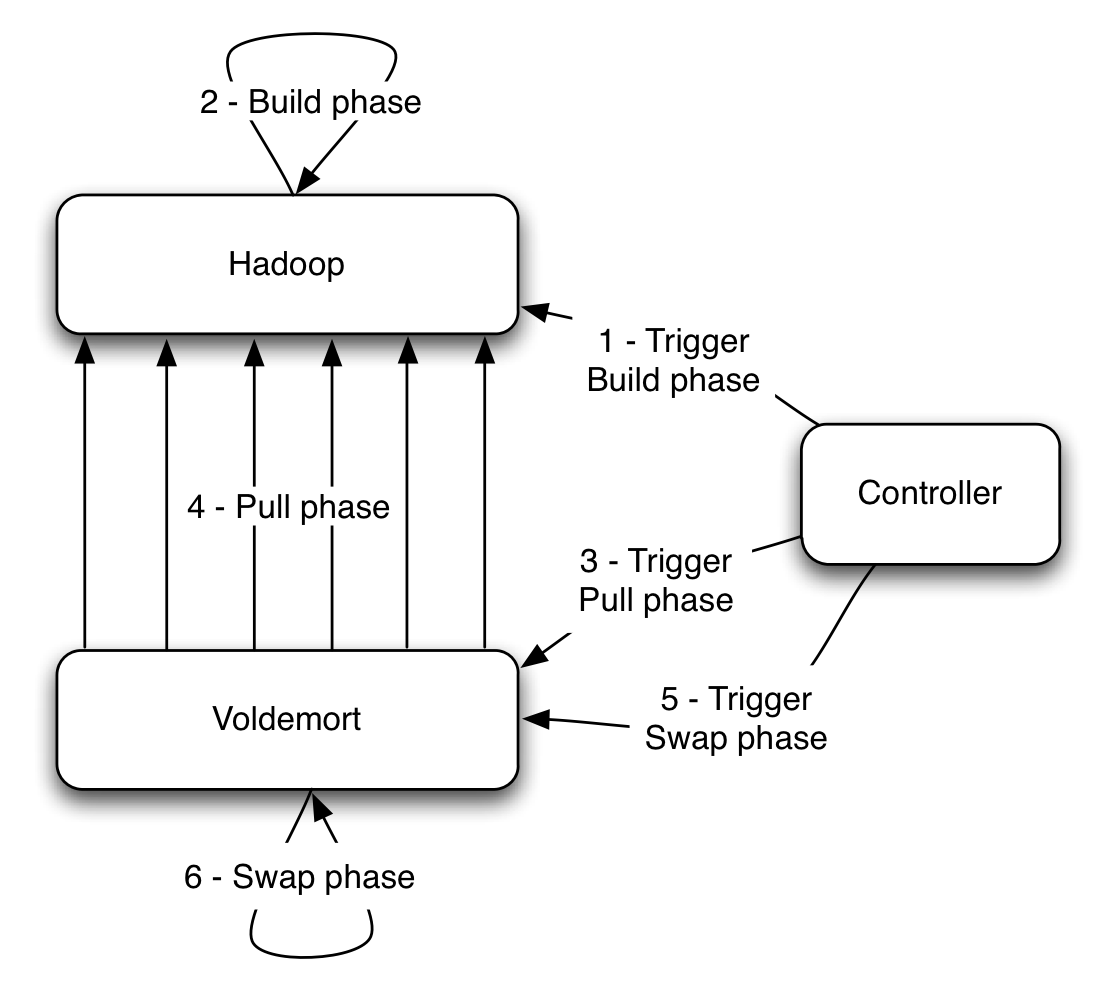 2 - Build phase
Hadoop
1 - Trigger
Build phase
Controller
4 - Pull phase
3 - Trigger
Pull phase
5 - Trigger
Swap phase
Voldemort
6 - Swap phase